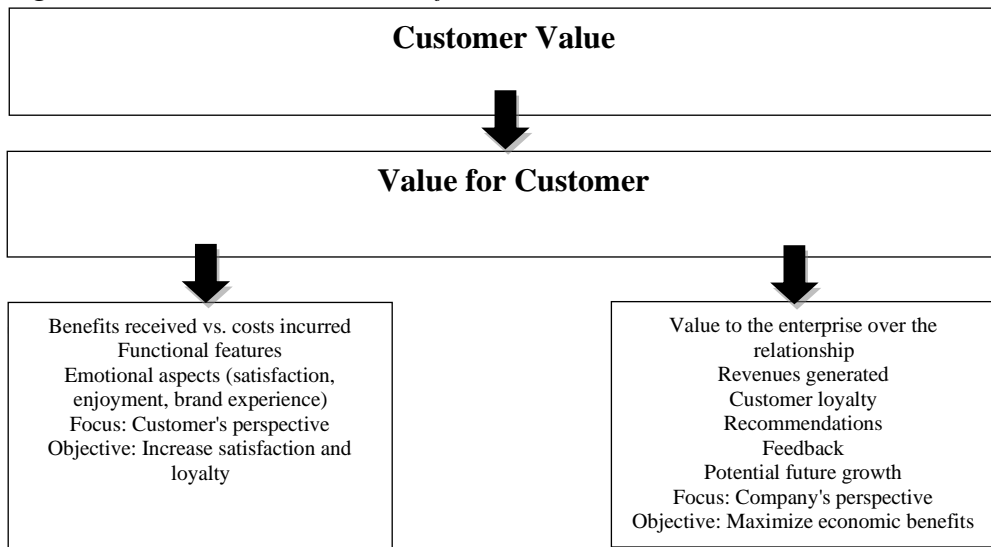 Customer Value
Value for Customer
Benefits received vs. costs incurred
Functional features
Emotional aspects (satisfaction,
enjoyment, brand experience)
Focus: Customer's perspective
Objective: Increase satisfaction and
loyalty
Value to the enterprise over the
relationship
Revenues generated
Customer loyalty
Recommendations
Feedback
Potential future growth
Focus: Company's perspective
Objective: Maximize economic benefits